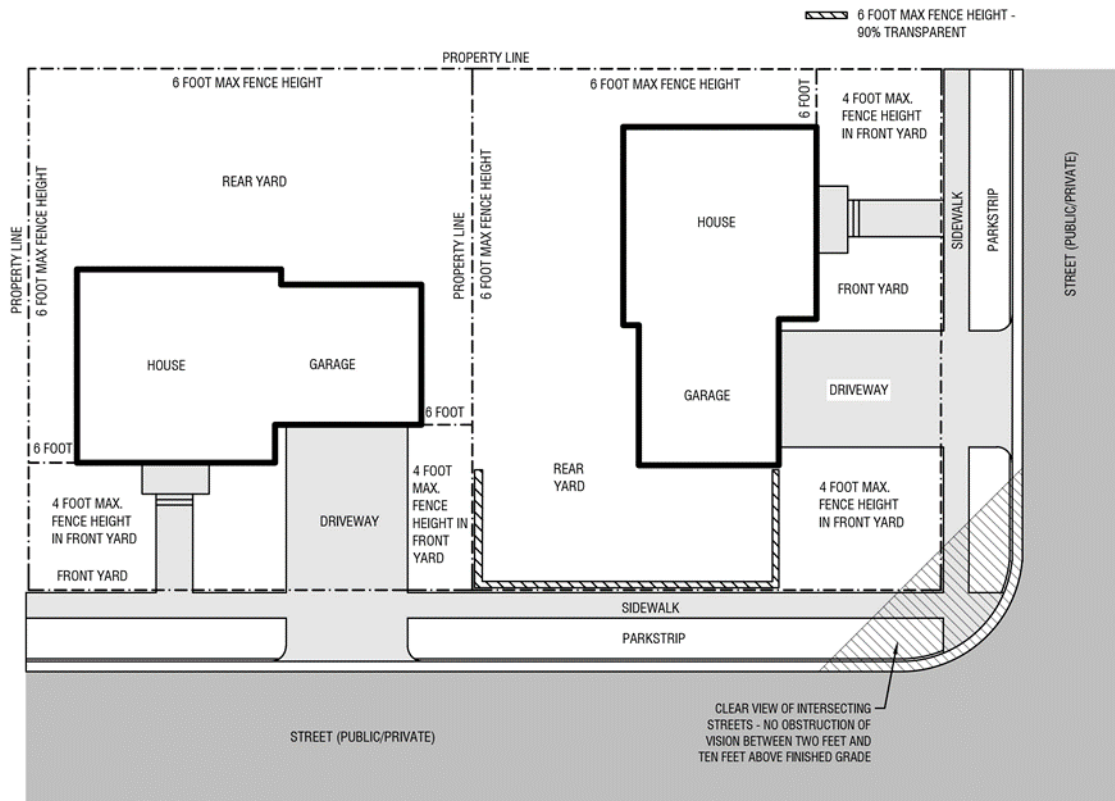 6 FOOT MAX FENCE HEIGHT -
90% TRANSPARENT
PROPERTY LINE
6 FOOT MAX FENCE HEIGHT
6 FOOT MAX FENCE HEIGHT
6 FOOT
4 FOOT MAX.
FENCE HEIGHT
IN FRONT YARD
PROPERTY LINE
6 FOOT MAX FENCE HEIGHT
REAR YARD
PROPERTY LINE
6 FOOT MAX FENCE HEIGHT
HOUSE
SIDEWALK
PARKSTRIP
STREET (PUBLIC/PRIVATE)
FRONT YARD
HOUSE
GARAGE
GARAGE
DRIVEWAY
6 FOOT
6 FOOT
4 FOOT MAX.
FENCE HEIGHT
IN FRONT YARD
FRONT YARD
DRIVEWAY
4 FOOT
MAX.
FENCE
HEIGHT IN
FRONT
YARD
REAR
YARD
4 FOOT MAX.
FENCE HEIGHT
IN FRONT YARD
SIDEWALK
PARKSTRIP
STREET (PUBLIC/PRIVATE)
CLEAR VIEW OF INTERSECTING
STREETS - NO OBSTRUCTION OF
VISION BETWEEN TWO FEET AND
TEN FEET ABOVE FINISHED GRADE